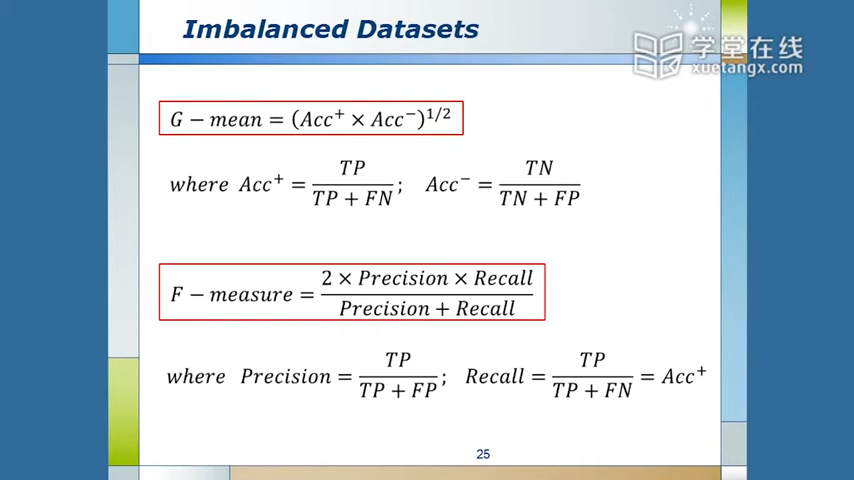 Imbalanced Datasets
学堂在线
xuetangx.com
G − mean = (Acc⁺ × Acc⁻)^{1/2}
where Acc⁺ = TP / (TP + FN); Acc⁻ = TN / (TN + FP)
F − measure = (2 × Precision × Recall) / (Precision + Recall)
where Precision = TP / (TP + FP); Recall = TP / (TP + FN) = Acc⁺
25